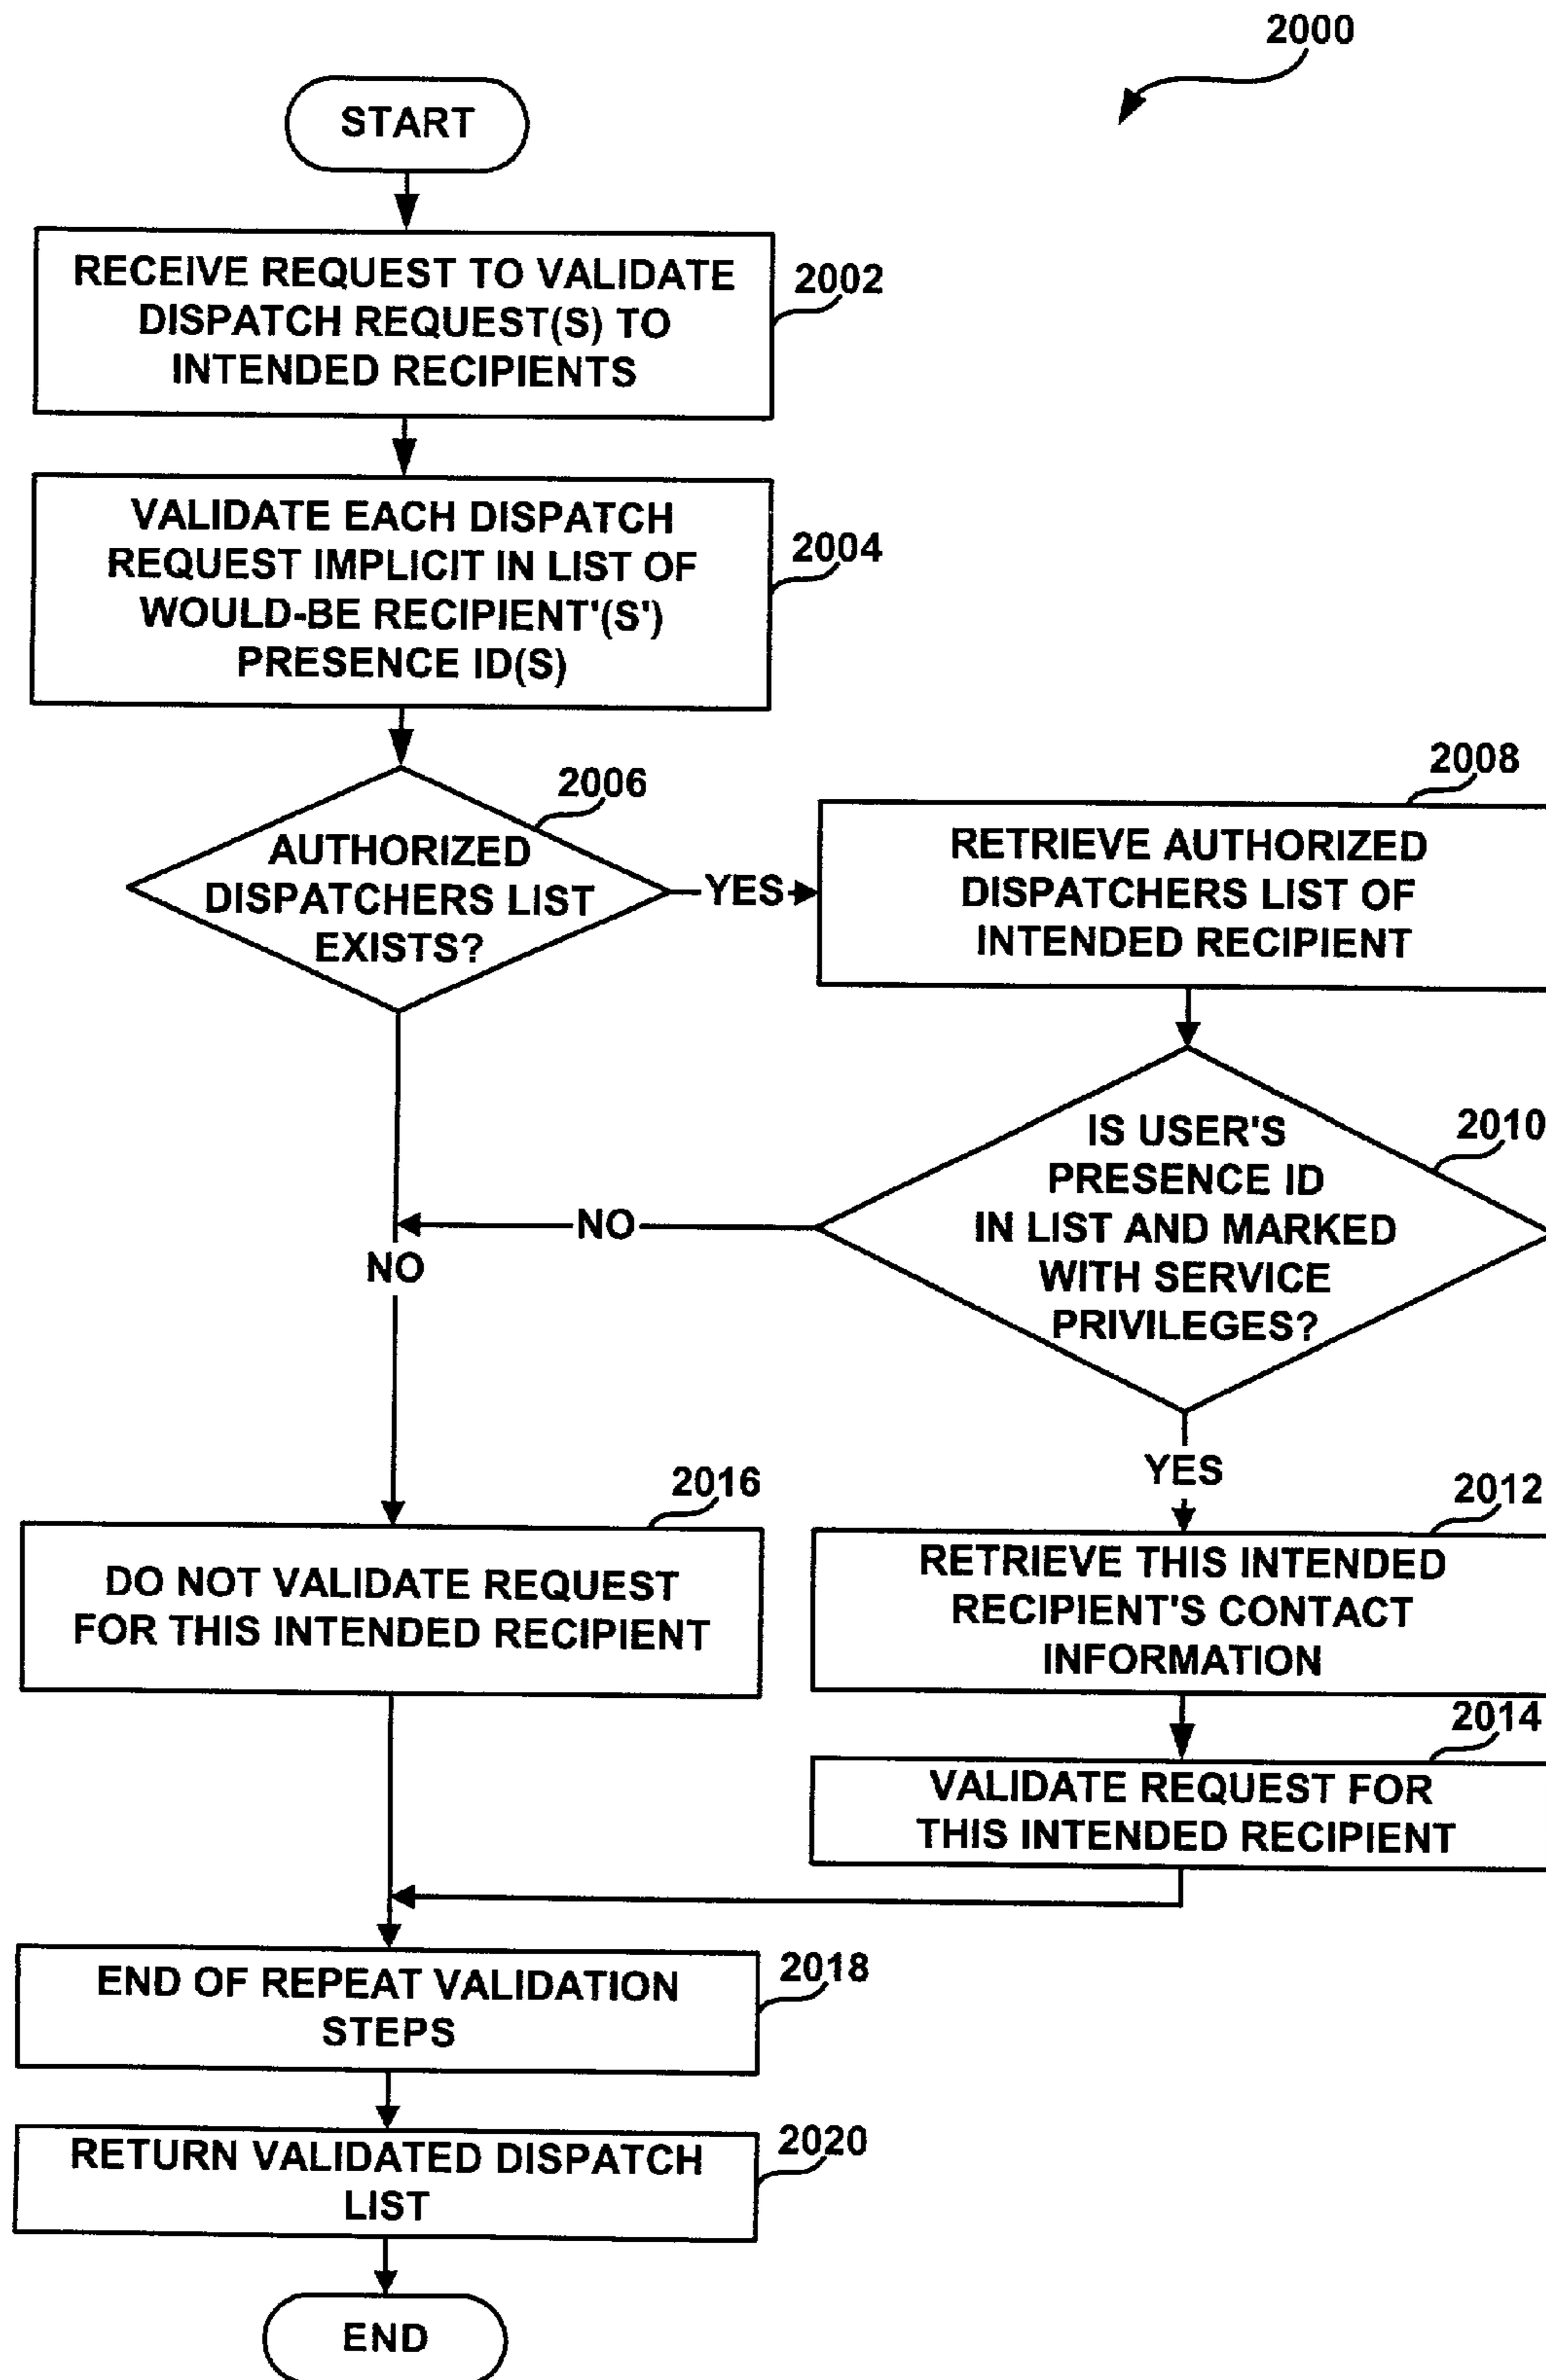 2000
START
RECEIVE REQUEST TO VALIDATE
DISPATCH REQUEST(S) TO
INTENDED RECIPIENTS
2002
VALIDATE EACH DISPATCH
REQUEST IMPLICIT IN LIST OF
WOULD-BE RECIPIENT'(S')
PRESENCE ID(S)
2004
AUTHORIZED
DISPATCHERS LIST
EXISTS?
2006
YES
RETRIEVE AUTHORIZED
DISPATCHERS LIST OF
INTENDED RECIPIENT
2008
IS USER'S
PRESENCE ID
IN LIST AND MARKED
WITH SERVICE
PRIVILEGES?
2010
NO
NO
YES
2016
DO NOT VALIDATE REQUEST
FOR THIS INTENDED RECIPIENT
2012
RETRIEVE THIS INTENDED
RECIPIENT'S CONTACT
INFORMATION
2014
VALIDATE REQUEST FOR
THIS INTENDED RECIPIENT
END OF REPEAT VALIDATION
STEPS
2018
RETURN VALIDATED DISPATCH
LIST
2020
END